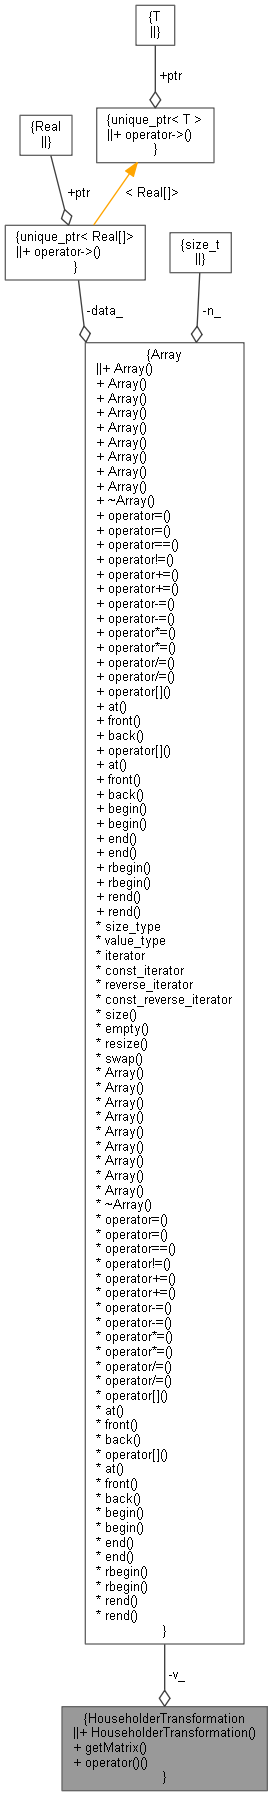 {T
||}
+ptr
{unique_ptr< T >
||+ operator->()
}
{Real
||}
+ptr
< Real[]>
{unique_ptr< Real[]>
||+ operator->()
}
{size_t
||}
-data_
-n_
{Array
||+ Array()
+ Array()
+ Array()
+ Array()
+ Array()
+ Array()
+ Array()
+ Array()
+ Array()
+ ~Array()
+ operator=()
+ operator=()
+ operator==()
+ operator!=()
+ operator+=()
+ operator+=()
+ operator-=()
+ operator-=()
+ operator*=()
+ operator*=()
+ operator/=()
+ operator/=()
+ operator[]()
+ at()
+ front()
+ back()
+ operator[]()
+ at()
+ front()
+ back()
+ begin()
+ begin()
+ end()
+ end()
+ rbegin()
+ rbegin()
+ rend()
+ rend()
* size_type
* value_type
* iterator
* const_iterator
* reverse_iterator
* const_reverse_iterator
* size()
* empty()
* resize()
* swap()
* Array()
* Array()
* Array()
* Array()
* Array()
* Array()
* Array()
* Array()
* Array()
* ~Array()
* operator=()
* operator=()
* operator==()
* operator!=()
* operator+=()
* operator+=()
* operator-=()
* operator-=()
* operator*=()
* operator*=()
* operator/=()
* operator/=()
* operator[]()
* at()
* front()
* back()
* operator[]()
* at()
* front()
* back()
* begin()
* begin()
* end()
* end()
* rbegin()
* rbegin()
* rend()
* rend()
}
-v_
{HouseholderTransformation
||+ HouseholderTransformation()
+ getMatrix()
+ operator()()
}